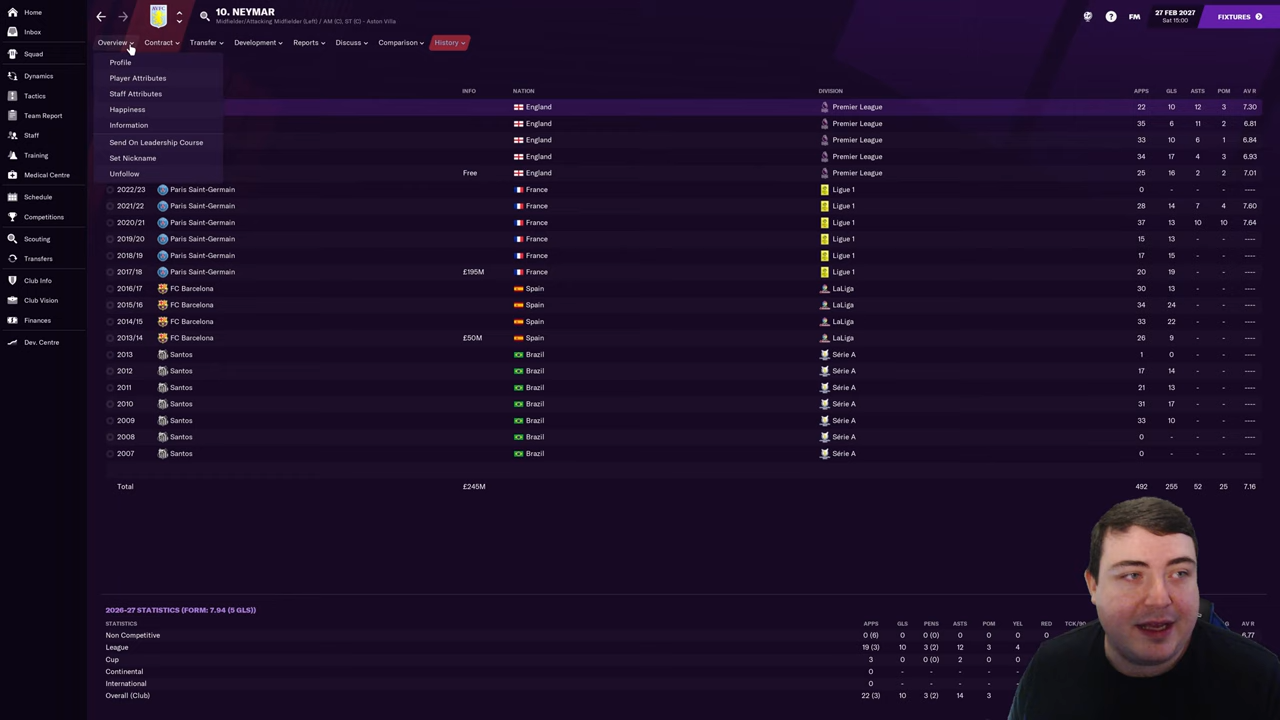 10. NEYMAR
Midfielder/Attacking Midfielder (Left) / AM (C), ST (C) - Aston Villa
27 FEB 2027
Sat 15:00
FM
FIXTURES
Home
Inbox
Squad
Dynamics
Tactics
Team Report
Staff
Training
Medical Centre
Schedule
Competitions
Scouting
Transfers
Club Info
Club Vision
Finances
Dev. Centre
Overview Contract Transfer Development Reports Discuss Comparison History
Profile
Player Attributes
Staff Attributes
Happiness
Information
Send On Leadership Course
Set Nickname
Unfollow
INFO NATION DIVISION APPS GLS ASTS POM AV R
England Premier League 22 10 12 3 7.30
England Premier League 35 6 11 2 6.81
England Premier League 33 10 6 1 6.84
England Premier League 34 17 4 3 6.93
Free England Premier League 25 16 2 2 7.01
2022/23 Paris Saint-Germain France Ligue 1 0 - - - ----
2021/22 Paris Saint-Germain France Ligue 1 28 14 7 4 7.60
2020/21 Paris Saint-Germain France Ligue 1 37 13 10 10 7.64
2019/20 Paris Saint-Germain France Ligue 1 15 13 - - ----
2018/19 Paris Saint-Germain France Ligue 1 17 15 - - ----
2017/18 Paris Saint-Germain £195M France Ligue 1 20 19 - - ----
2016/17 FC Barcelona Spain LaLiga 30 13 - - ----
2015/16 FC Barcelona Spain LaLiga 34 24 - - ----
2014/15 FC Barcelona Spain LaLiga 33 22 - - ----
2013/14 FC Barcelona £50M Spain LaLiga 26 9 - - ----
2013 Santos Brazil Série A 1 0 - - ----
2012 Santos Brazil Série A 17 14 - - ----
2011 Santos Brazil Série A 21 13 - - ----
2010 Santos Brazil Série A 31 17 - - ----
2009 Santos Brazil Série A 33 10 - - ----
2008 Santos Brazil Série A 0 - - - ----
2007 Santos Brazil Série A 0 - - - ----
Total £245M 492 255 52 25 7.16
2026-27 STATISTICS (FORM: 7.94 (5 GLS))
STATISTICS APPS GLS PENS ASTS POM YEL RED TCK/90 AV R
Non Competitive 0 (6) 0 0 (0) 0 0 0 0 6.77
League 19 (3) 10 3 (2) 12 3 4
Cup 3 0 0 (0) 2 0 0
Continental 0 - - - - -
International 0 - - - - -
Overall (Club) 22 (3) 10 3 (2) 14 3